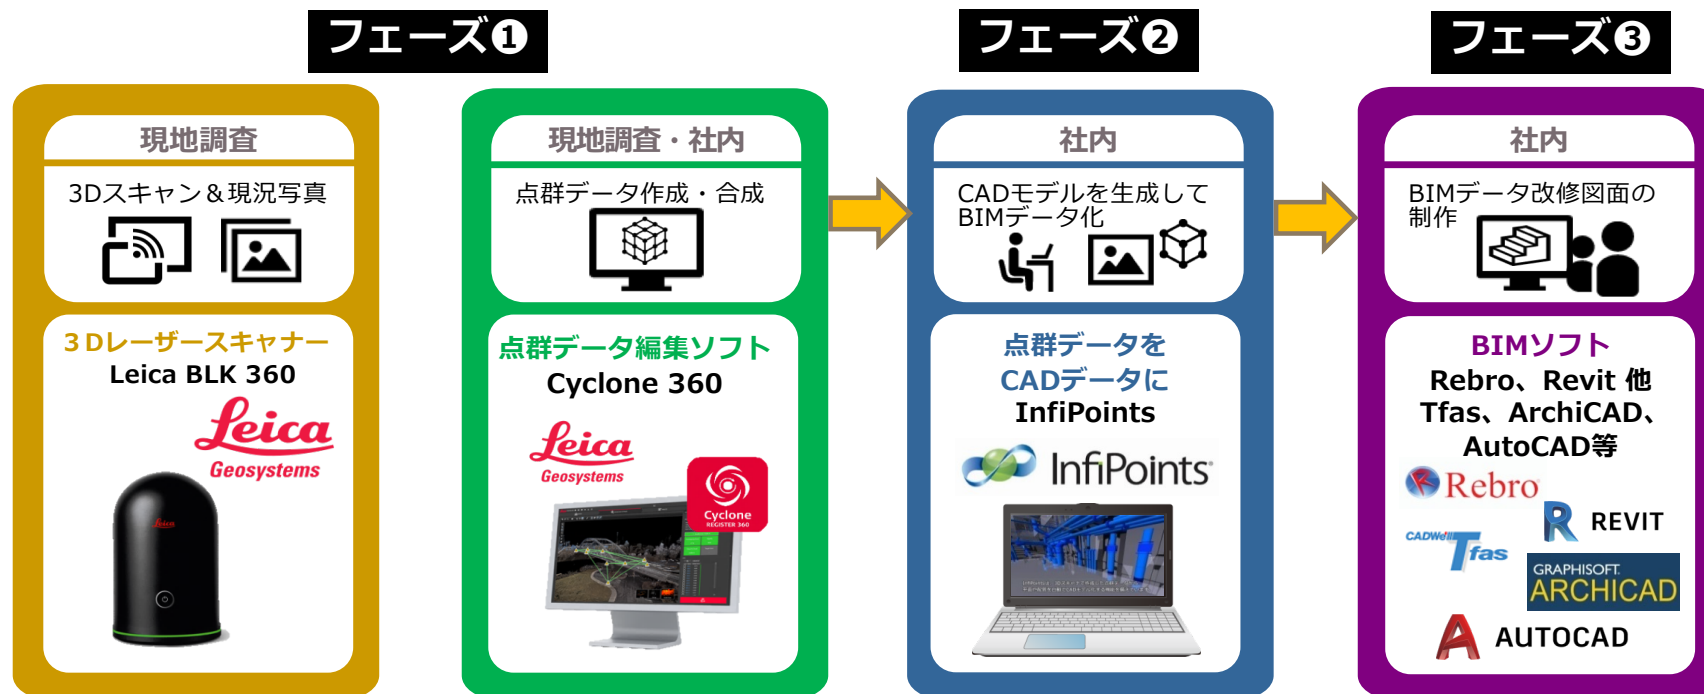 フェーズ❶
フェーズ❷
フェーズ❸
現地調査
3Dスキャン＆現況写真
３Dレーザースキャナー
Leica BLK 360
Leica
Geosystems
Leica
現地調査・社内
点群データ作成・合成
点群データ編集ソフト
Cyclone 360
Leica
Geosystems
Cyclone
REGISTER 360
社内
CADモデルを生成して
BIMデータ化
点群データを
CADデータに
InfiPoints
InfiPoints
社内
BIMデータ改修図面の
制作
BIMソフト
Rebro、Revit 他
Tfas、ArchiCAD、
AutoCAD等
Rebro
REVIT
CADWell
Tfas
GRAPHISOFT.
ARCHICAD
AUTOCAD